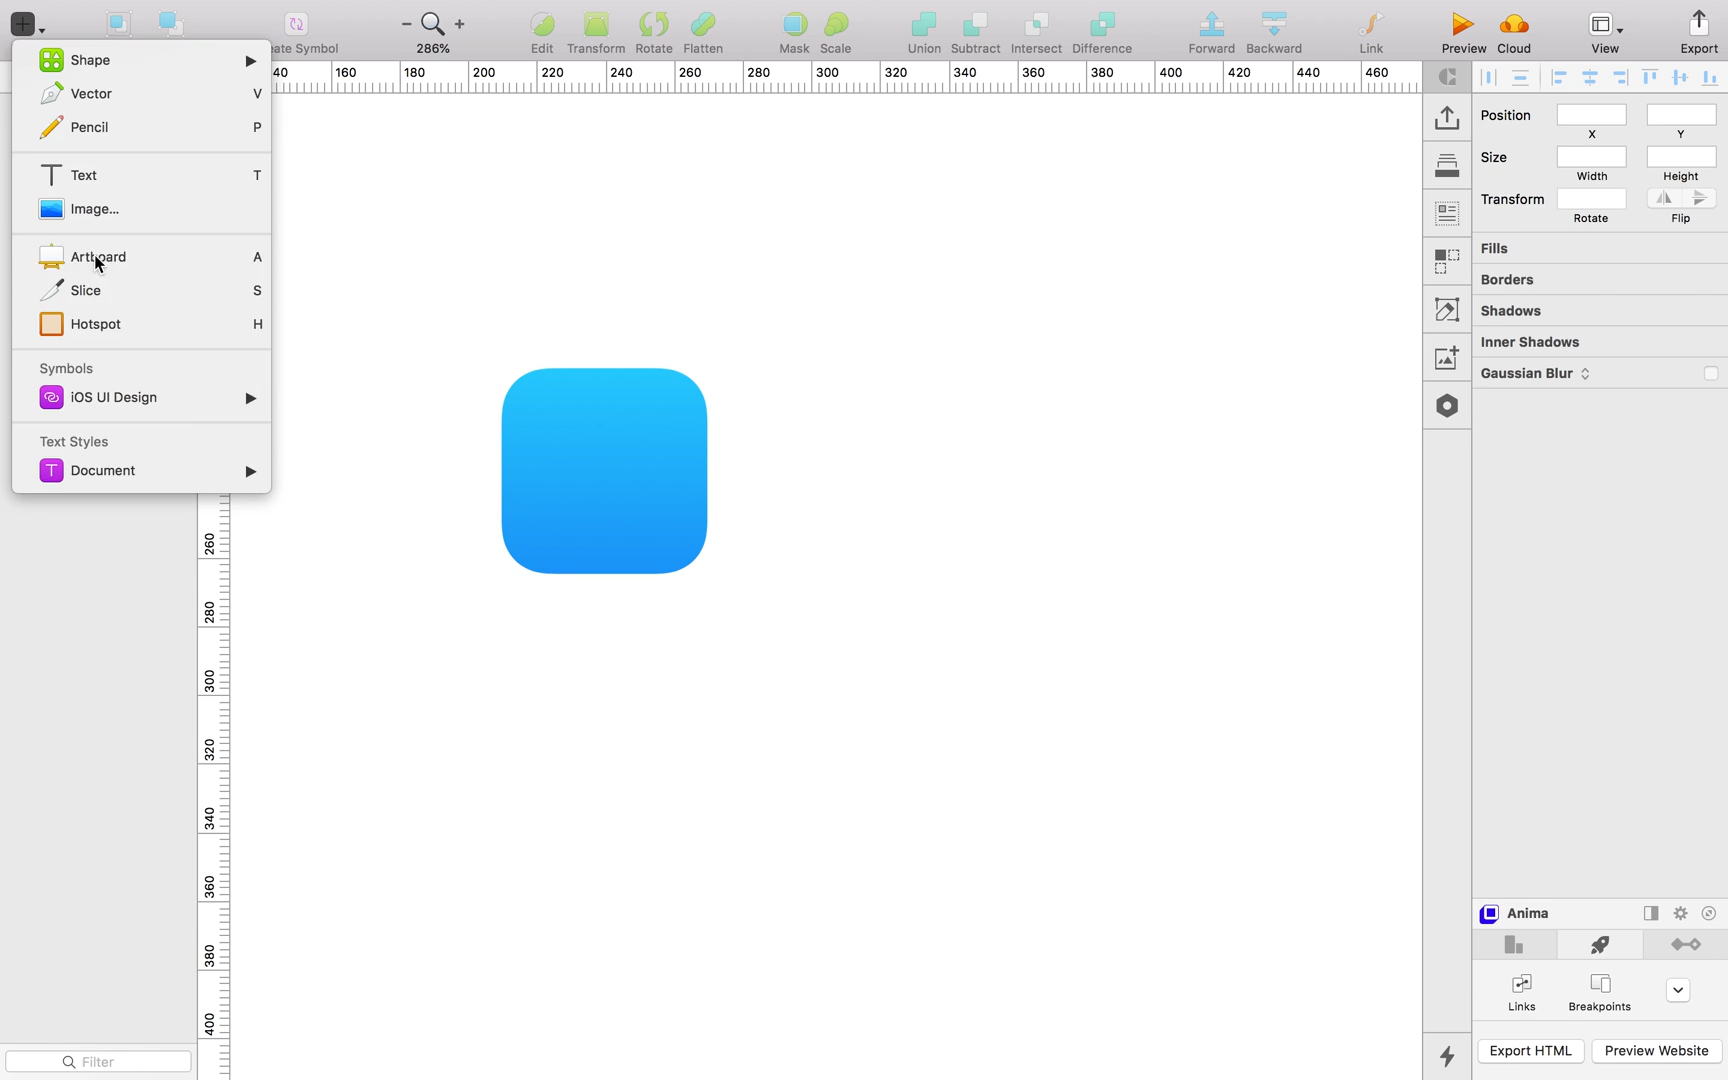 ate Symbol
286%
Edit Transform Rotate Flatten
Mask Scale
Union Subtract Intersect Difference
Forward Backward
Link
Preview Cloud
View
Export
Shape
Vector V
Pencil P
Text T
Image...
Artboard A
Slice S
Hotspot H
Symbols
iOS UI Design
Text Styles
Document
T
40 160 180 200 220 240 260 280 300 320 340 360 380 400 420 440 460
260
280
300
320
340
360
380
400
Filter
Position
X Y
Size
Width Height
Transform
Rotate Flip
Fills
Borders
Shadows
Inner Shadows
Gaussian Blur
Anima
Links Breakpoints
Export HTML Preview Website